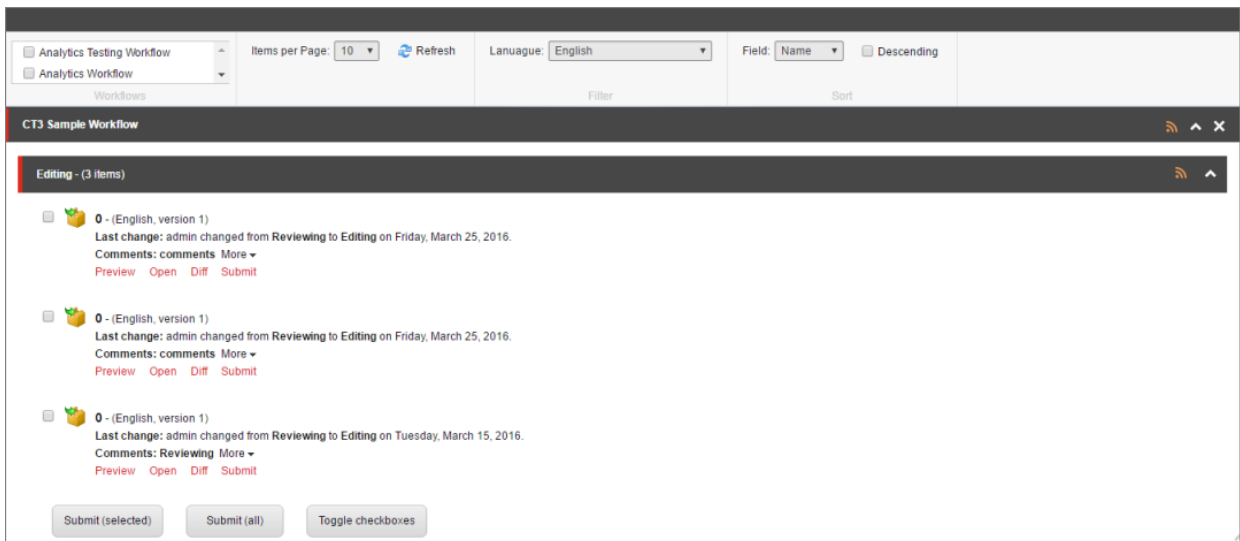 Analytics Testing Workflow
Analytics Workflow
Workflows
Items per Page: 10 Refresh
Lanuague: English
Filter
Field: Name Descending
Sort
CT3 Sample Workflow
Editing - (3 items)
0 - (English, version 1)
Last change: admin changed from Reviewing to Editing on Friday, March 25, 2016.
Comments: comments More
Preview Open Diff Submit
0 - (English, version 1)
Last change: admin changed from Reviewing to Editing on Friday, March 25, 2016.
Comments: comments More
Preview Open Diff Submit
0 - (English, version 1)
Last change: admin changed from Reviewing to Editing on Tuesday, March 15, 2016.
Comments: Reviewing More
Preview Open Diff Submit
Submit (selected) Submit (all) Toggle checkboxes